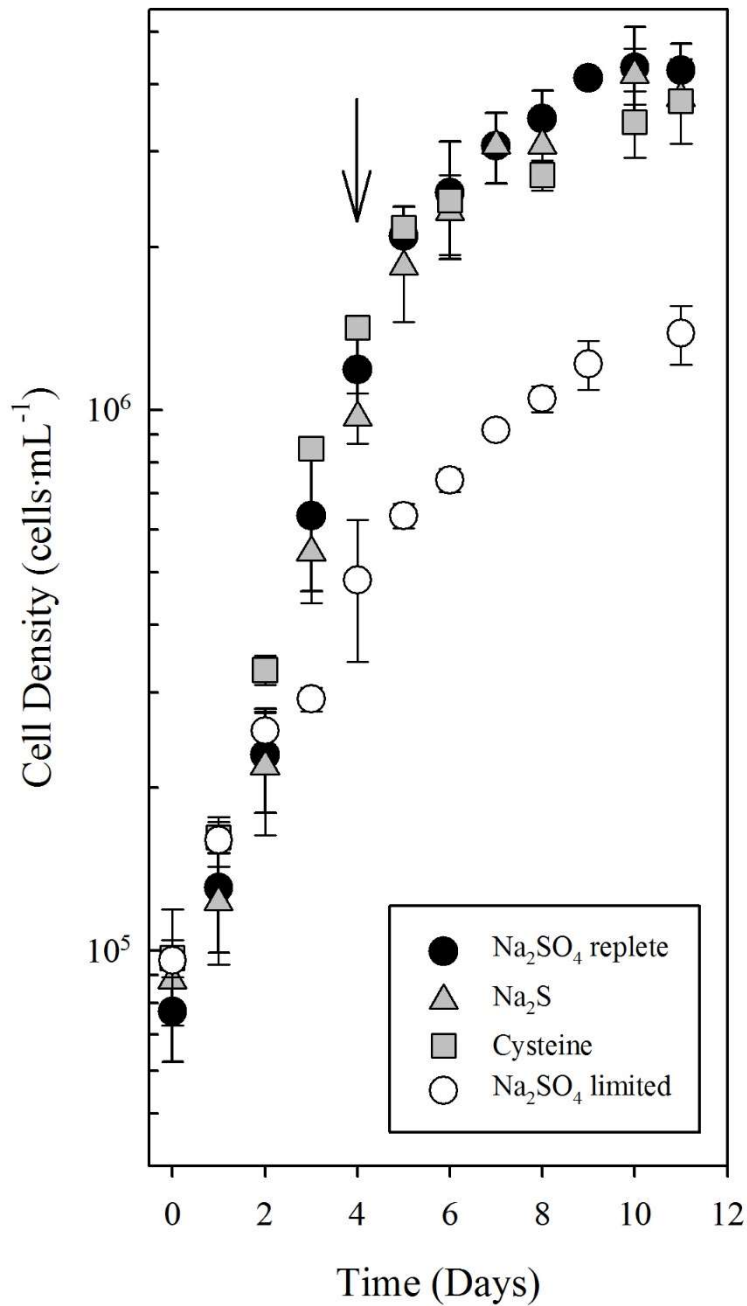 Cell Density (cells·mL⁻¹)
10⁶
10⁵
Na₂SO₄ replete
Na₂S
Cysteine
Na₂SO₄ limited
0 2 4 6 8 10 12
Time (Days)